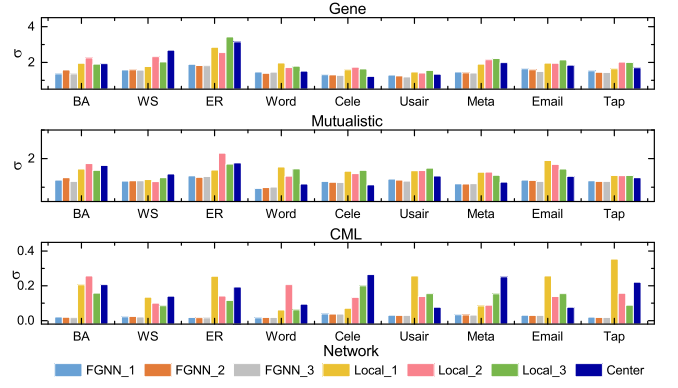 Gene
σ
4
2
BA WS ER Word Cele Usair Meta Email Tap
Mutualistic
σ
2
BA WS ER Word Cele Usair Meta Email Tap
CML
σ
0.4
0.2
0.0
BA WS ER Word Cele Usair Meta Email Tap
Network
FGNN_1 FGNN_2 FGNN_3 Local_1 Local_2 Local_3 Center